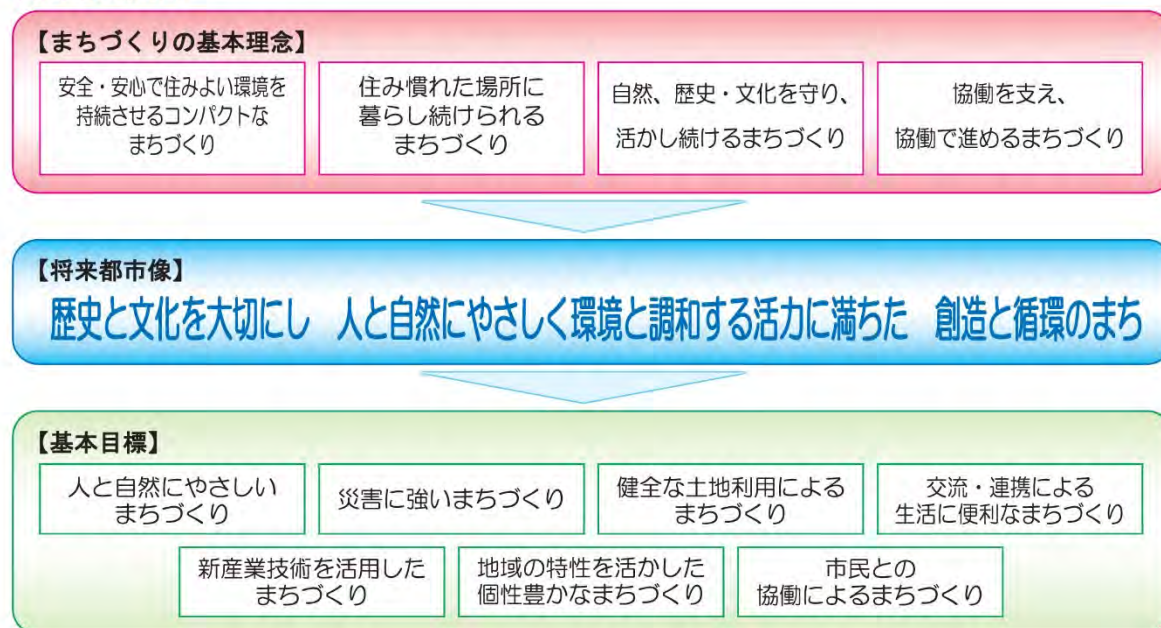 【まちづくりの基本理念】
安全・安心で住みよい環境を
持続させるコンパクトな
まちづくり
住み慣れた場所に
暮らし続けられる
まちづくり
自然、歴史・文化を守り、
活かし続けるまちづくり
協働を支え、
協働で進めるまちづくり
【将来都市像】
歴史と文化を大切にし　人と自然にやさしく環境と調和する活力に満ちた　創造と循環のまち
【基本目標】
人と自然にやさしい
まちづくり
災害に強いまちづくり
健全な土地利用による
まちづくり
交流・連携による
生活に便利なまちづくり
新産業技術を活用した
まちづくり
地域の特性を活かした
個性豊かなまちづくり
市民との
協働によるまちづくり